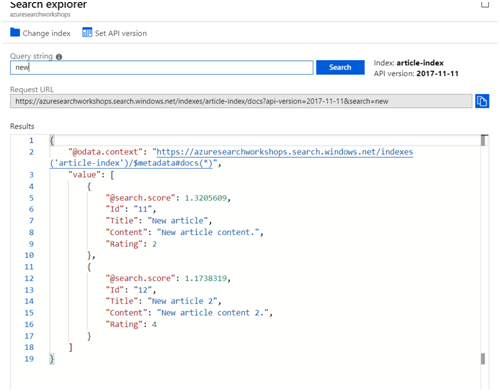 Search explorer
azuresearchworkshops
Change index Set API version
Query string
new Search Index: article-index
API version: 2017-11-11
Request URL
https://azuresearchworkshops.search.windows.net/indexes/article-index/docs?api-version=2017-11-11&search=new
Results
1 {
2 "@odata.context": "https://azuresearchworkshops.search.windows.net/indexes
('article-index')/$metadata#docs(*)",
3 "value": [
4 {
5 "@search.score": 1.3205609,
6 "Id": "11",
7 "Title": "New article",
8 "Content": "New article content.",
9 "Rating": 2
10 },
11 {
12 "@search.score": 1.1738319,
13 "Id": "12",
14 "Title": "New article 2",
15 "Content": "New article content 2.",
16 "Rating": 4
17 }
18 ]
19 }